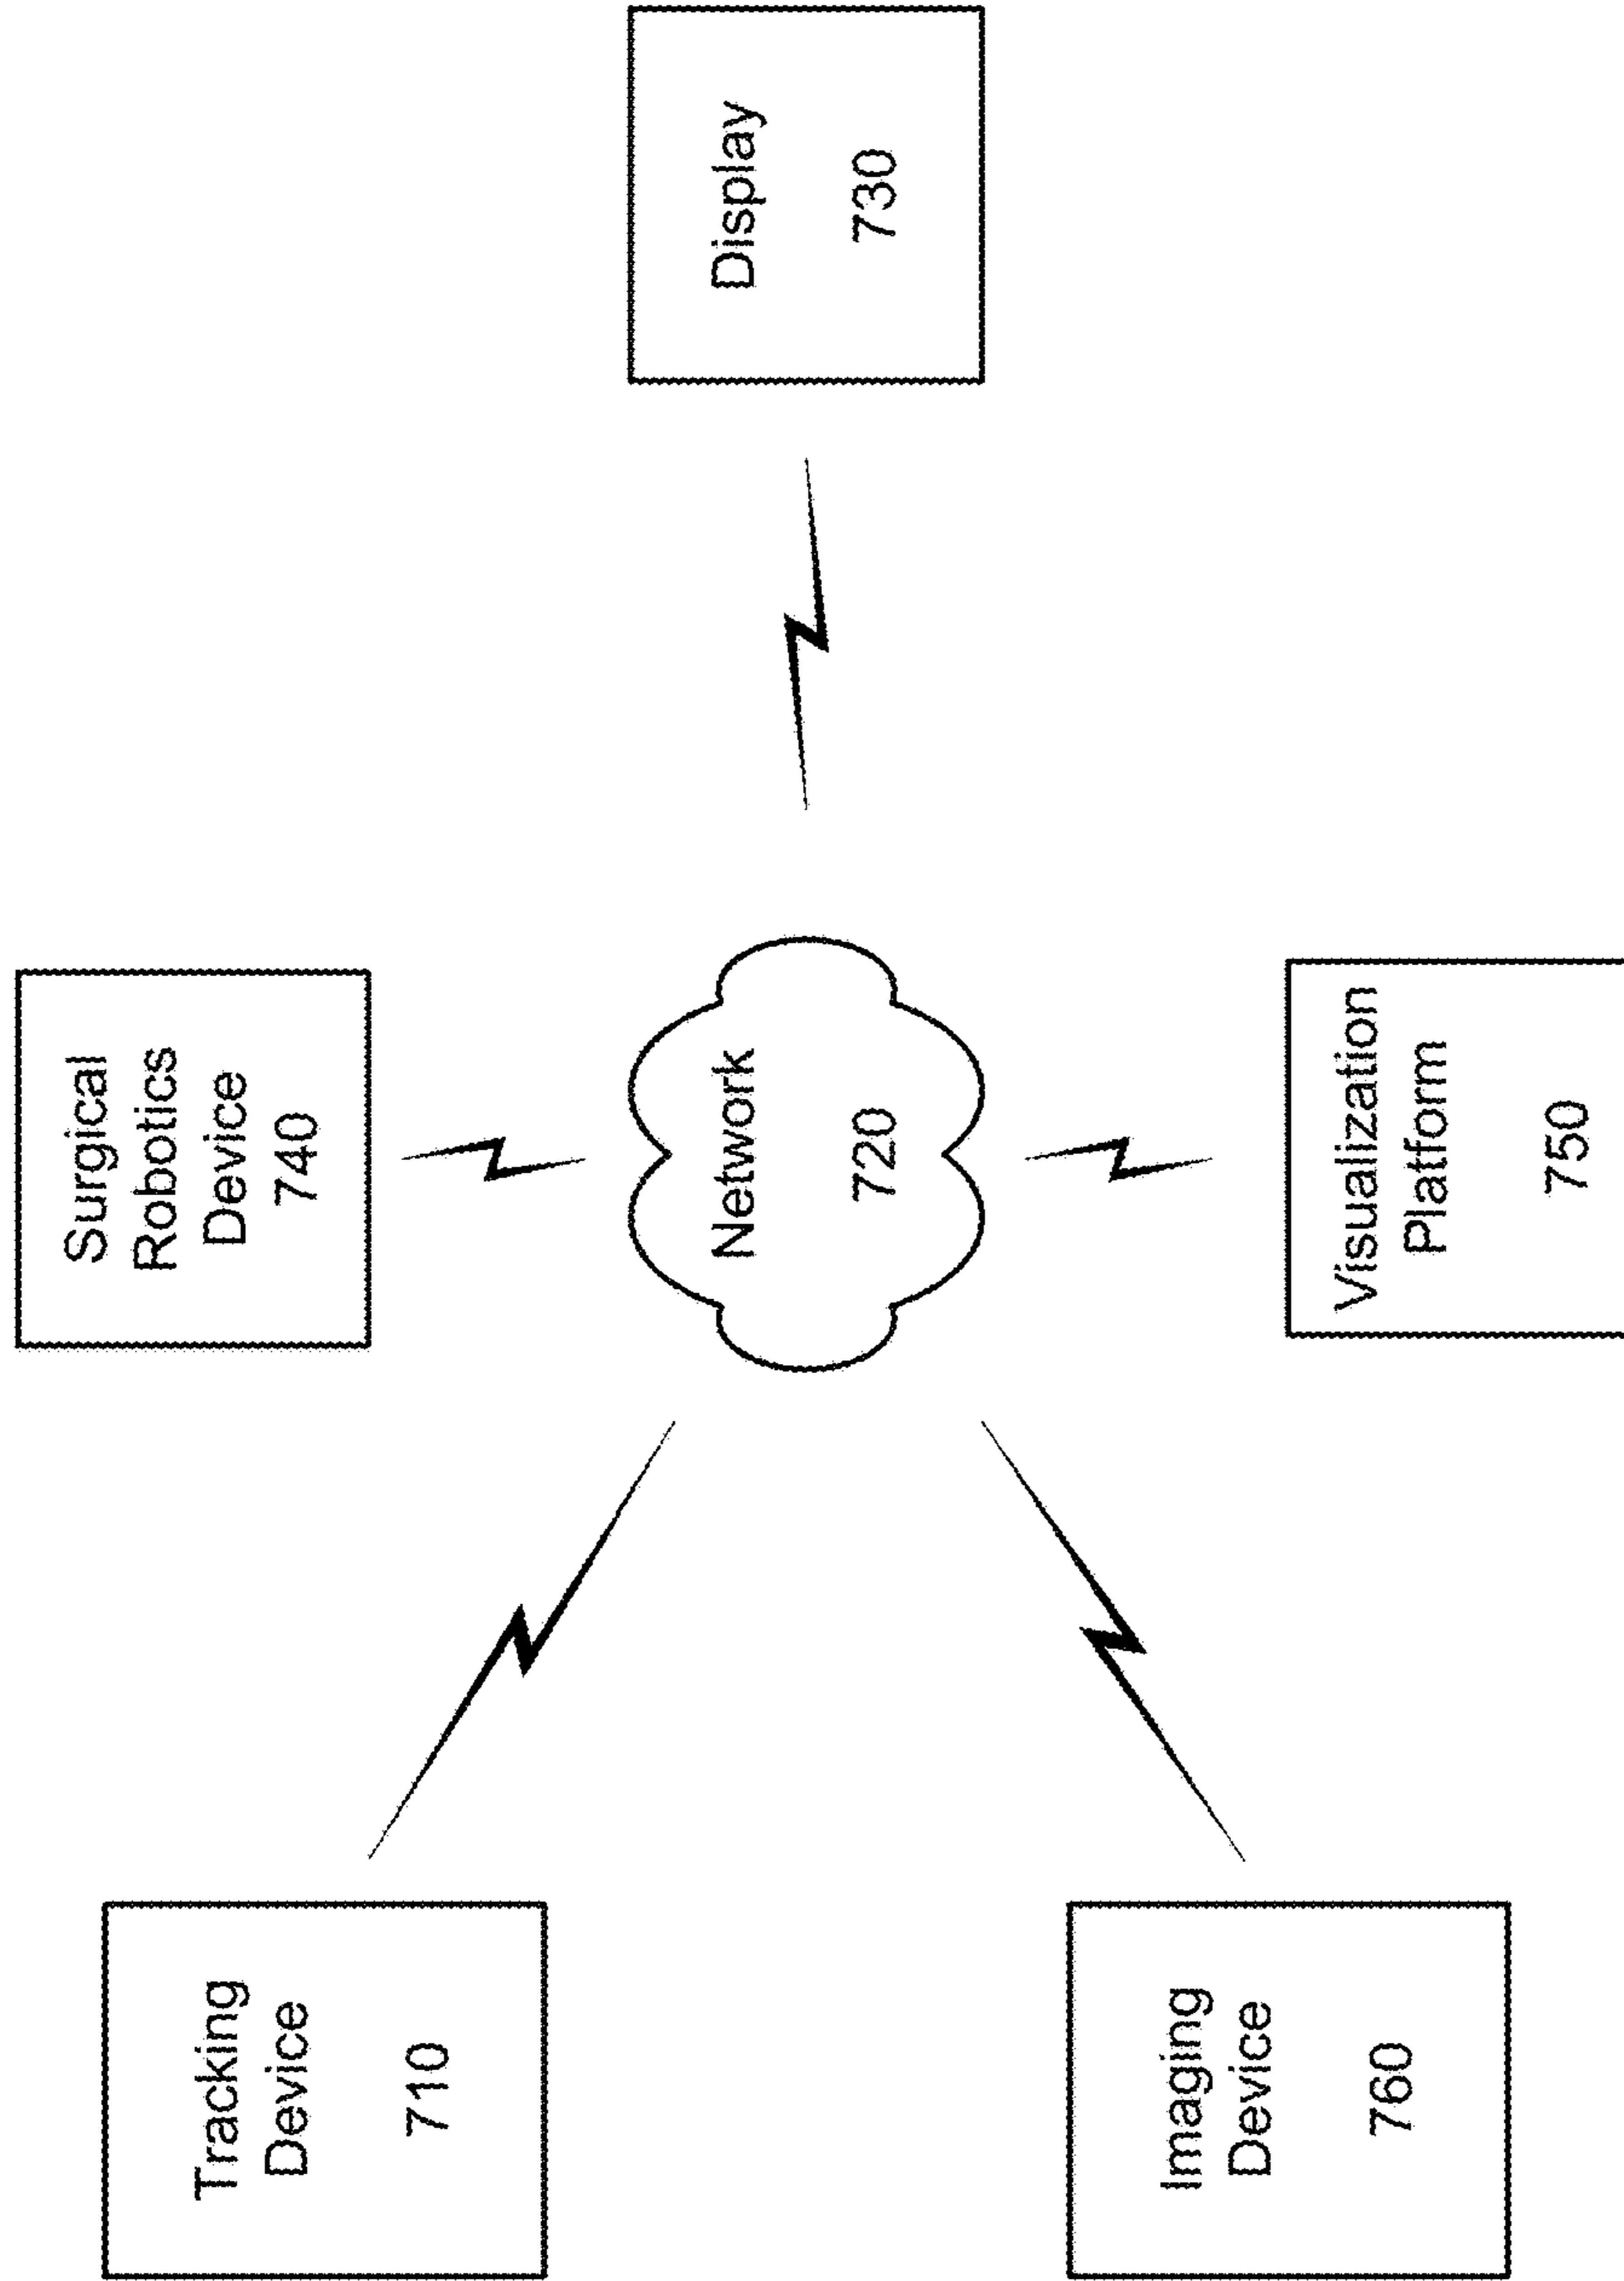 Surgical
Robotics
Device
740
Tracking
Device
710
Network
720
Display
730
Imaging
Device
760
Visualization
Platform
750